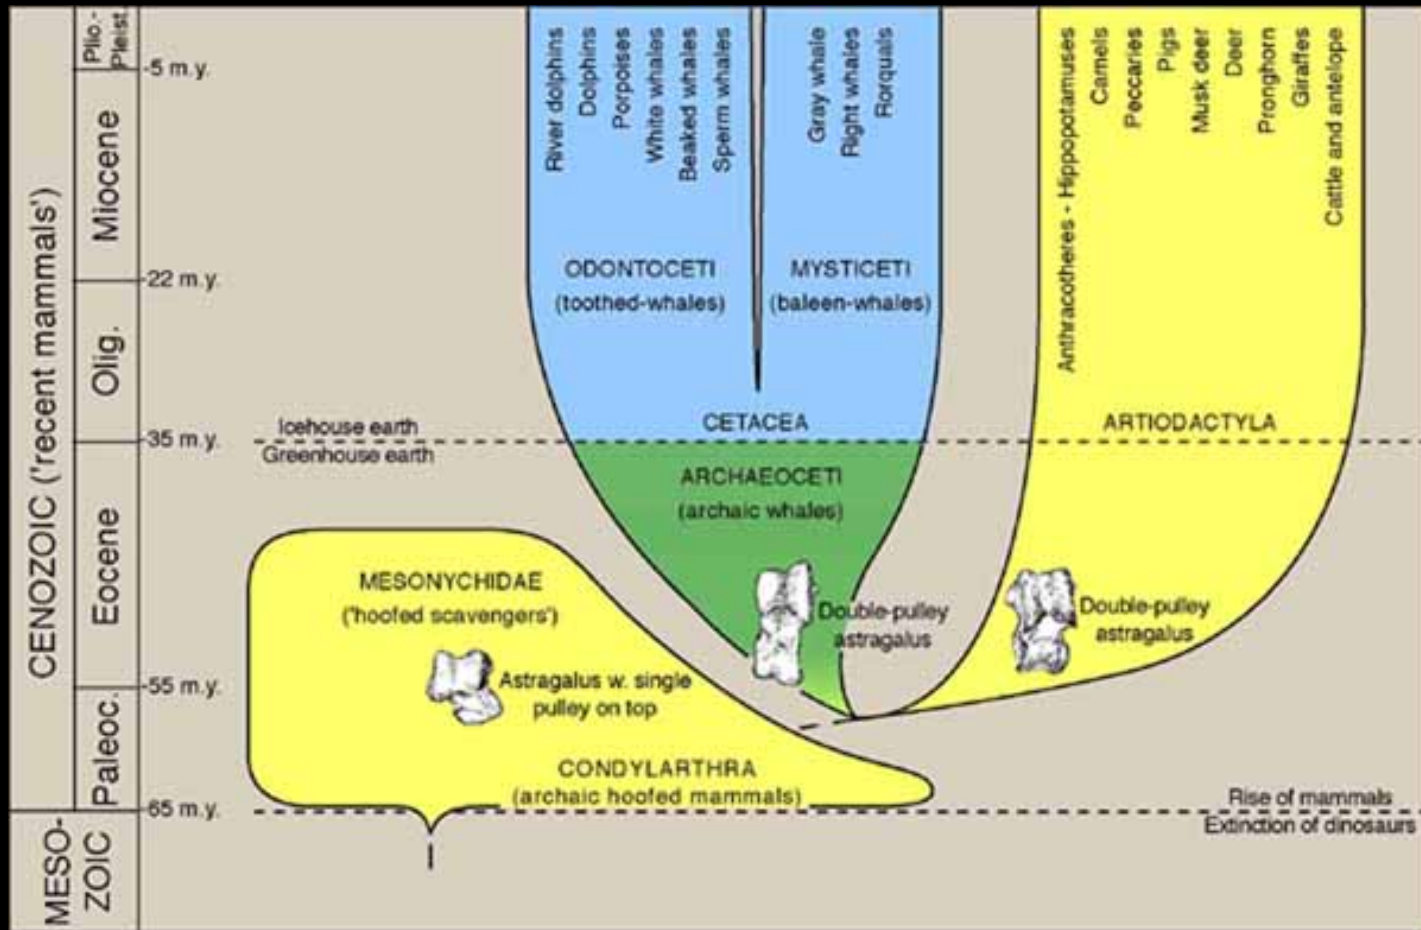 CENOZOIC ('recent mammals')
MESO-
ZOIC
Plio.-
Pleist.
Miocene
Olig.
Eocene
Paleoc.
-5 m.y.
22 m.y.
35 m.y.
55 m.y.
65 m.y.
River dolphins
Dolphins
Porpoises
White whales
Beaked whales
Sperm whales
Gray whale
Right whales
Rorquals
Anthracotheres - Hippopotamuses
Camels
Peccaries
Pigs
Musk deer
Deer
Pronghorn
Giraffes
Cattle and antelope
ODONTOCETI
(toothed-whales)
MYSTICETI
(baleen-whales)
CETACEA
ARTIODACTYLA
Icehouse earth
Greenhouse earth
ARCHAEOCETI
(archaic whales)
MESONYCHIDAE
('hoofed scavengers')
Double-pulley
astragalus
Double-pulley
astragalus
Astragalus w. single
pulley on top
CONDYLARTHRA
(archaic hoofed mammals)
Rise of mammals
Extinction of dinosaurs